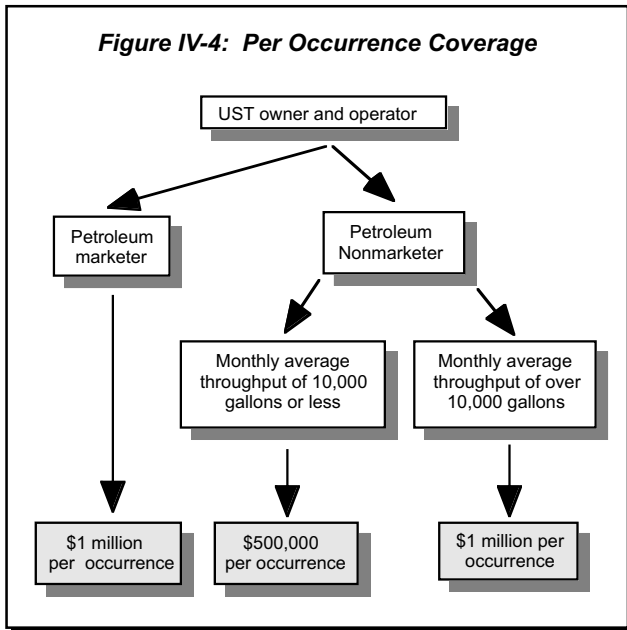 Figure IV-4: Per Occurrence Coverage
UST owner and operator
Petroleum
marketer
Petroleum
Nonmarketer
Monthly average
throughput of 10,000
gallons or less
Monthly average
throughput of over
10,000 gallons
$1 million
per occurrence
$500,000
per occurrence
$1 million per
occurrence